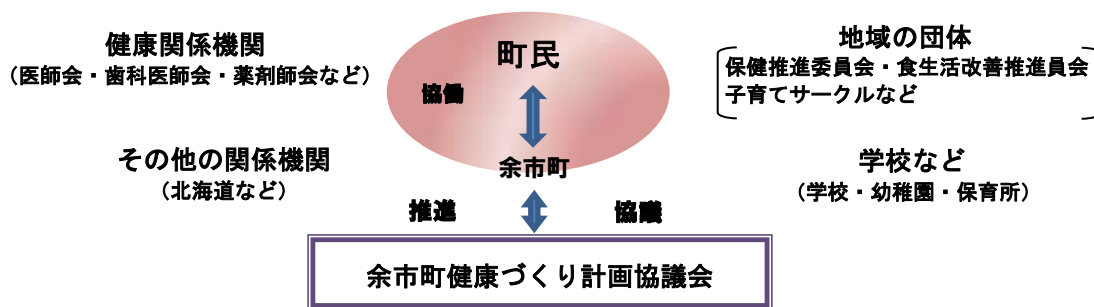 健康関係機関
（医師会・歯科医師会・薬剤師会など）
町民
協働
地域の団体
保健推進委員会・食生活改善推進員会
子育てサークルなど
その他の関係機関
（北海道など）
余市町
学校など
（学校・幼稚園・保育所）
推進
協議
余市町健康づくり計画協議会